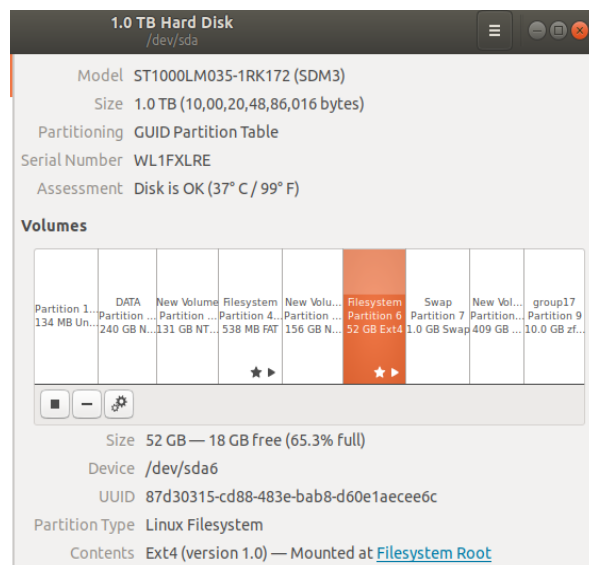 1.0 TB Hard Disk
/dev/sda
Model ST1000LM035-1RK172 (SDM3)
Size 1.0 TB (10,00,20,48,86,016 bytes)
Partitioning GUID Partition Table
Serial Number WL1FXLRE
Assessment Disk is OK (37° C / 99° F)
Volumes
Partition 1...
134 MB Un...
DATA
Partition ...
240 GB N...
New Volume
Partition ...
131 GB NT...
Filesystem
Partition 4...
538 MB FAT
New Volu...
Partition ...
156 GB N...
Filesystem
Partition 6
52 GB Ext4
Swap
Partition 7
1.0 GB Swap
New Vol...
Partition...
409 GB ...
group17
Partition 9
10.0 GB zf...
Size 52 GB — 18 GB free (65.3% full)
Device /dev/sda6
UUID 87d30315-cd88-483e-bab8-d60e1aecee6c
Partition Type Linux Filesystem
Contents Ext4 (version 1.0) — Mounted at Filesystem Root